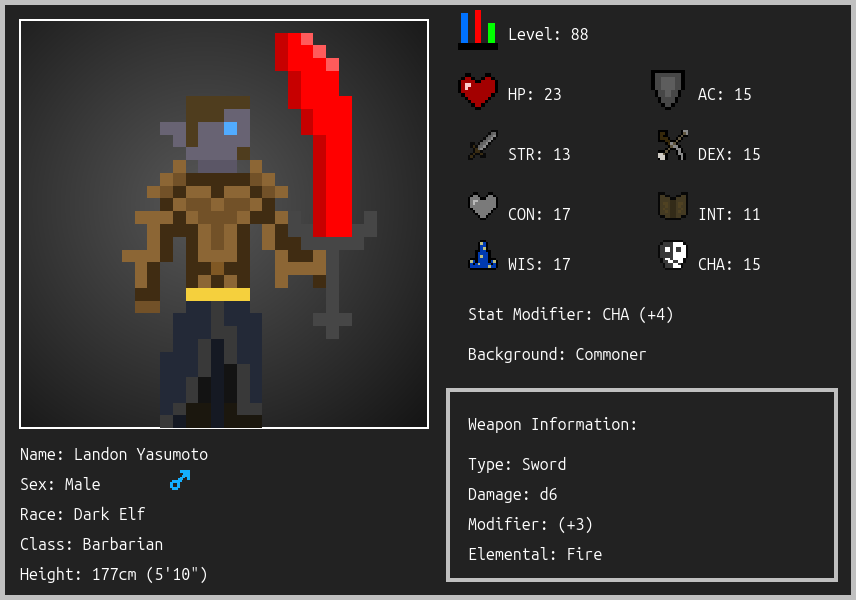 Level: 88
HP: 23
AC: 15
STR: 13
DEX: 15
CON: 17
INT: 11
WIS: 17
CHA: 15
Stat Modifier: CHA (+4)
Background: Commoner
Weapon Information:
Type: Sword
Damage: d6
Modifier: (+3)
Elemental: Fire
Name: Landon Yasumoto
Sex: Male
Race: Dark Elf
Class: Barbarian
Height: 177cm (5'10")